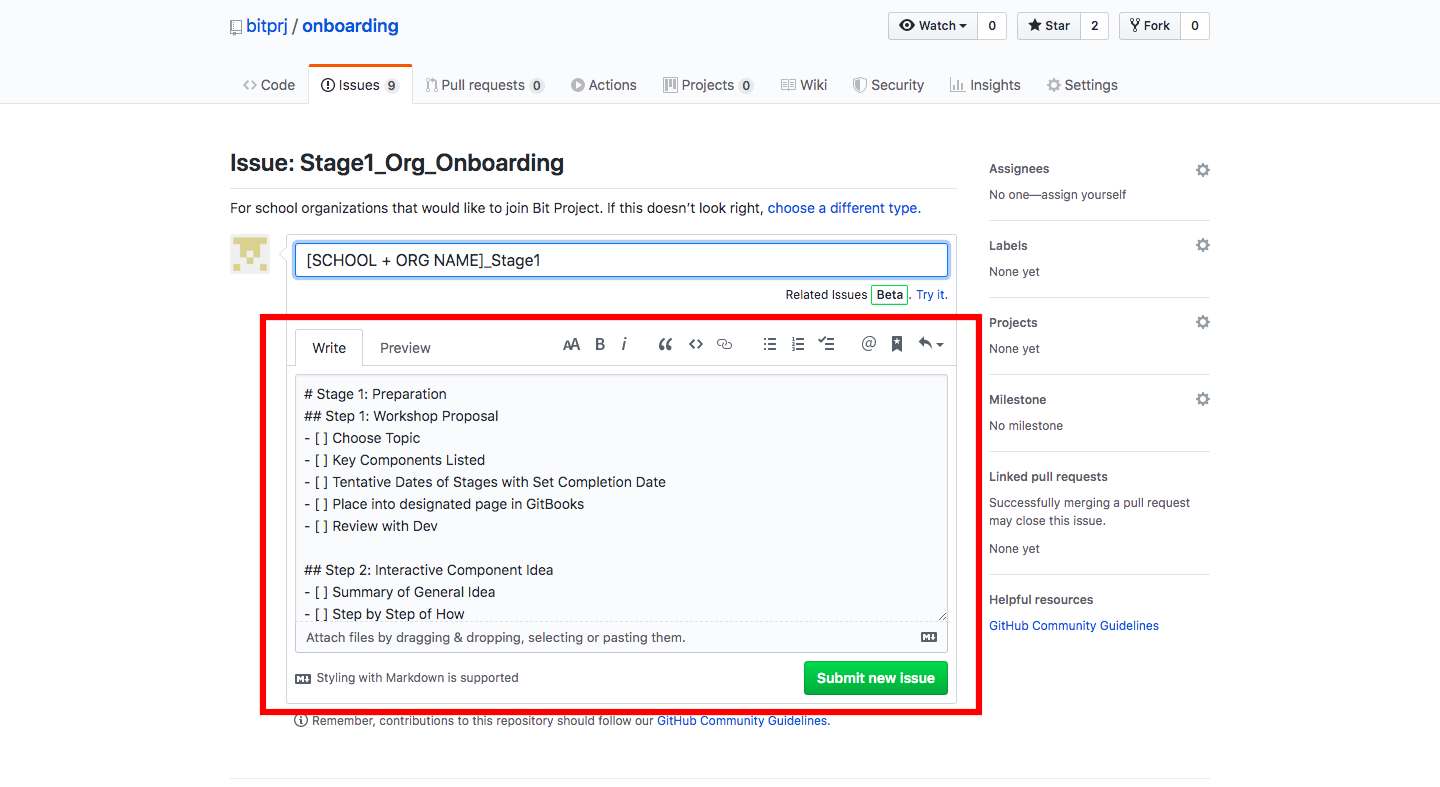 bitprj / onboarding
Watch 0 Star 2 Fork 0
Code Issues 9 Pull requests 0 Actions Projects 0 Wiki Security Insights Settings
Issue: Stage1_Org_Onboarding
For school organizations that would like to join Bit Project. If this doesn’t look right, choose a different type.
[SCHOOL + ORG NAME]_Stage1
Related Issues Beta. Try it.
Write Preview
AA B i
# Stage 1: Preparation
## Step 1: Workshop Proposal
- [ ] Choose Topic
- [ ] Key Components Listed
- [ ] Tentative Dates of Stages with Set Completion Date
- [ ] Place into designated page in GitBooks
- [ ] Review with Dev
## Step 2: Interactive Component Idea
- [ ] Summary of General Idea
- [ ] Step by Step of How
Attach files by dragging & dropping, selecting or pasting them.
Styling with Markdown is supported
Submit new issue
Remember, contributions to this repository should follow our GitHub Community Guidelines.
Assignees
No one—assign yourself
Labels
None yet
Projects
None yet
Milestone
No milestone
Linked pull requests
Successfully merging a pull request
may close this issue.
None yet
Helpful resources
GitHub Community Guidelines